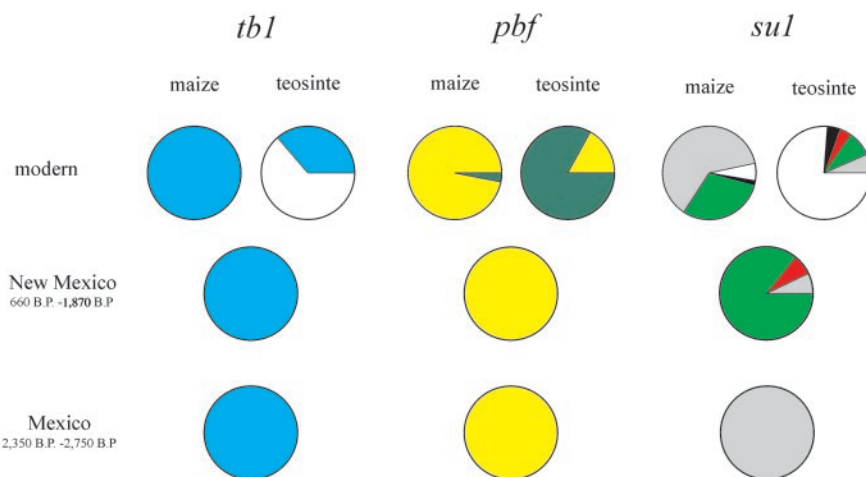 tb1 pbf su1
maize teosinte maize teosinte maize teosinte
modern
New Mexico
660 B.P. -1,870 B.P
Mexico
2,350 B.P. -2,750 B.P